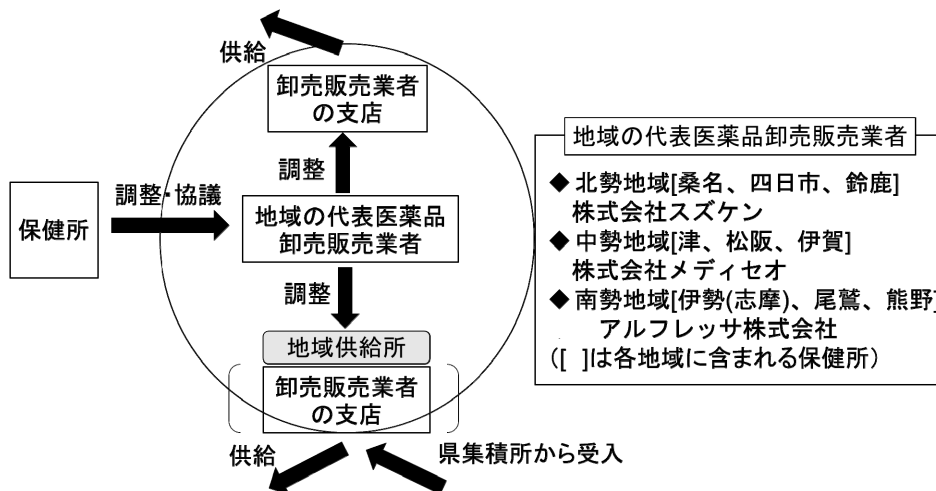 供給
卸売販売業者
の支店
調整
保健所
調整・協議
地域の代表医薬品
卸売販売業者
調整
地域供給所
卸売販売業者
の支店
供給
県集積所から受入
地域の代表医薬品卸売販売業者
◆ 北勢地域[桑名、四日市、鈴鹿]
株式会社スズケン
◆ 中勢地域[津、松阪、伊賀]
株式会社メディセオ
◆ 南勢地域[伊勢(志摩)、尾鷲、熊野]
アルフレッサ株式会社
([ ]は各地域に含まれる保健所)